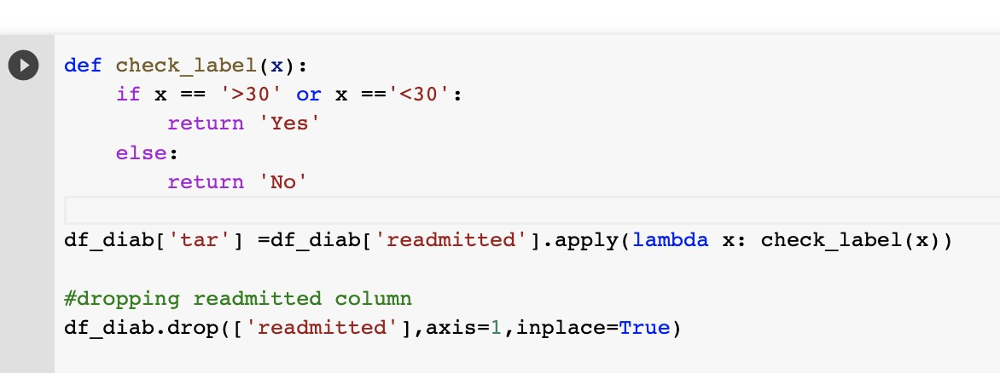 def check_label(x):
    if x == '>30' or x =='<30':
        return 'Yes'
    else:
        return 'No'
df_diab['tar'] =df_diab['readmitted'].apply(lambda x: check_label(x))
#dropping readmitted column
df_diab.drop(['readmitted'],axis=1,inplace=True)